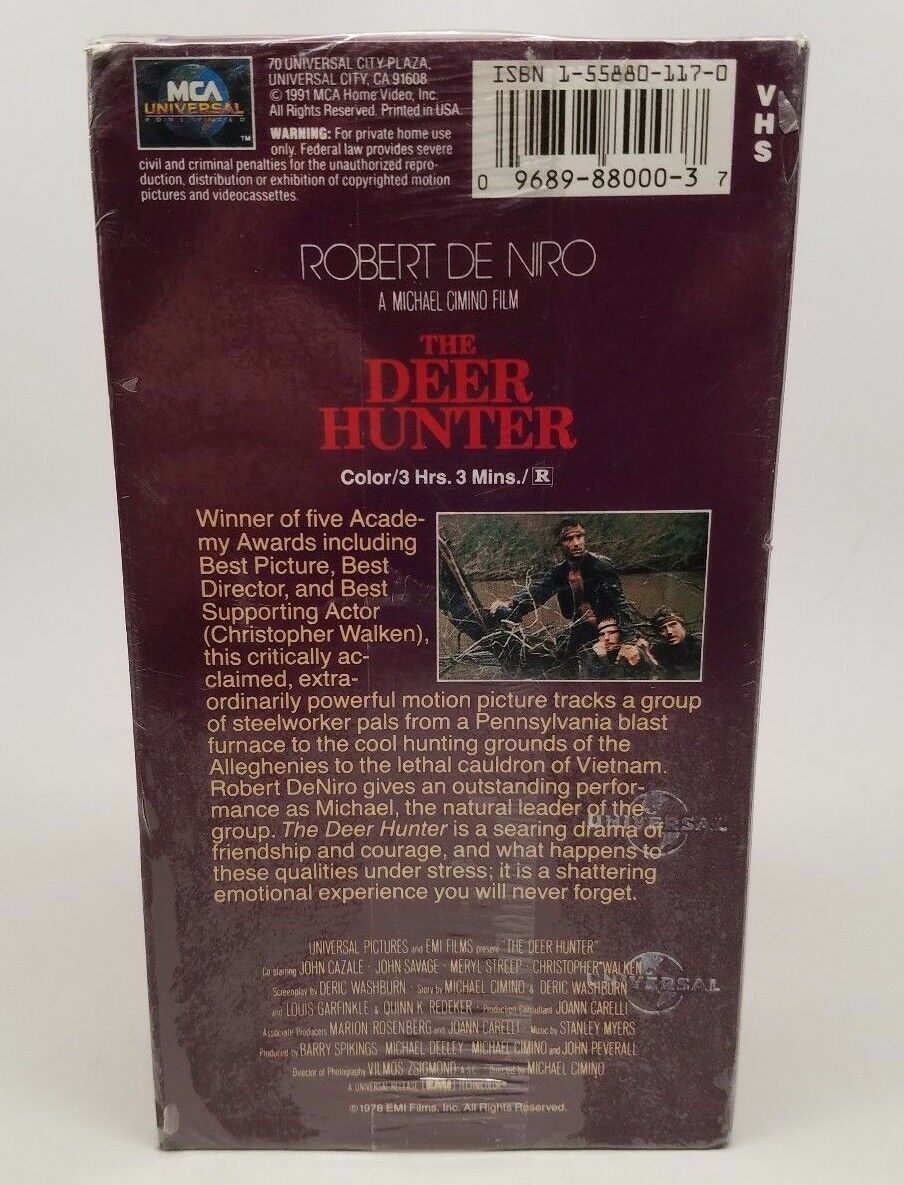 MCA
UNIVERSAL
HOME VIDEO
TM
70 UNIVERSAL CITY PLAZA,
UNIVERSAL CITY, CA 91608
© 1991 MCA Home Video, Inc.
All Rights Reserved. Printed in USA.
WARNING: For private home use
only. Federal law provides severe
civil and criminal penalties for the unauthorized repro-
duction, distribution or exhibition of copyrighted motion
pictures and videocassettes.
ISBN 1-55880-117-0
0 9689-88000-3 7
VHS
ROBERT DE NIRO
A MICHAEL CIMINO FILM
THE
DEER
HUNTER
Color/3 Hrs. 3 Mins./R
Winner of five Acade-
my Awards including
Best Picture, Best
Director, and Best
Supporting Actor
(Christopher Walken),
this critically ac-
claimed, extra-
ordinarily powerful motion picture tracks a group
of steelworker pals from a Pennsylvania blast
furnace to the cool hunting grounds of the
Alleghenies to the lethal cauldron of Vietnam.
Robert DeNiro gives an outstanding perfor-
mance as Michael, the natural leader of the
group. The Deer Hunter is a searing drama of
friendship and courage, and what happens to
these qualities under stress; it is a shattering
emotional experience you will never forget.
UNIVERSAL
UNIVERSAL PICTURES and EMI FILMS present "THE DEER HUNTER"
Co-starring JOHN CAZALE · JOHN SAVAGE · MERYL STREEP · CHRISTOPHER WALKEN
Screenplay by DERIC WASHBURN · Story by MICHAEL CIMINO & DERIC WASHBURN
and LOUIS GARFINKLE & QUINN K. REDEKER · Production Consultant JOANN CARELLI
Associate Producers MARION ROSENBERG and JOANN CARELLI · Music by STANLEY MYERS
Produced by BARRY SPIKINGS · MICHAEL DEELEY · MICHAEL CIMINO and JOHN PEVERALL
Director of Photography VILMOS ZSIGMOND A.S.C. · Directed by MICHAEL CIMINO
A UNIVERSAL RELEASE EMI TECHNICOLOR
©1978 EMI Films, Inc. All Rights Reserved.
UNIVERSAL